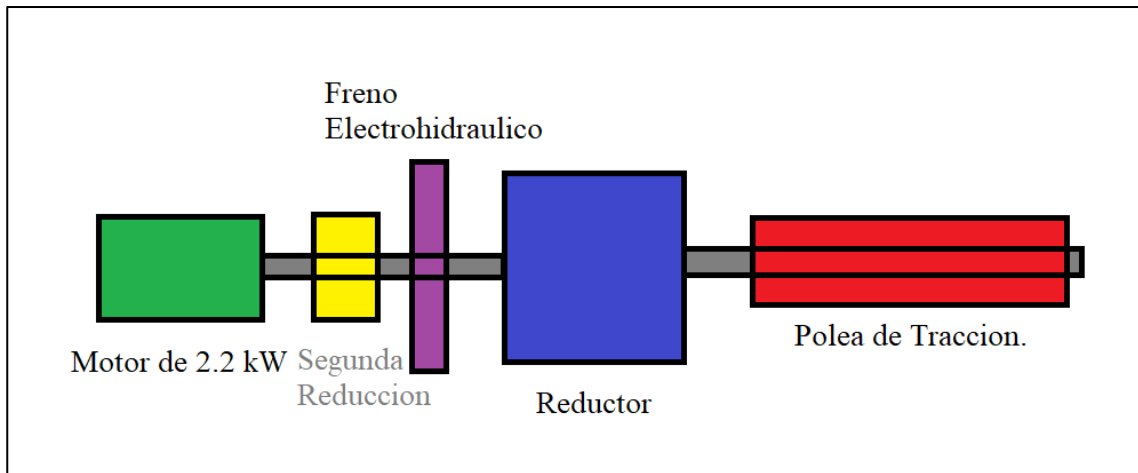 Freno
Electrohidraulico
Motor de 2.2 kW
Segunda
Reduccion
Reductor
Polea de Traccion.